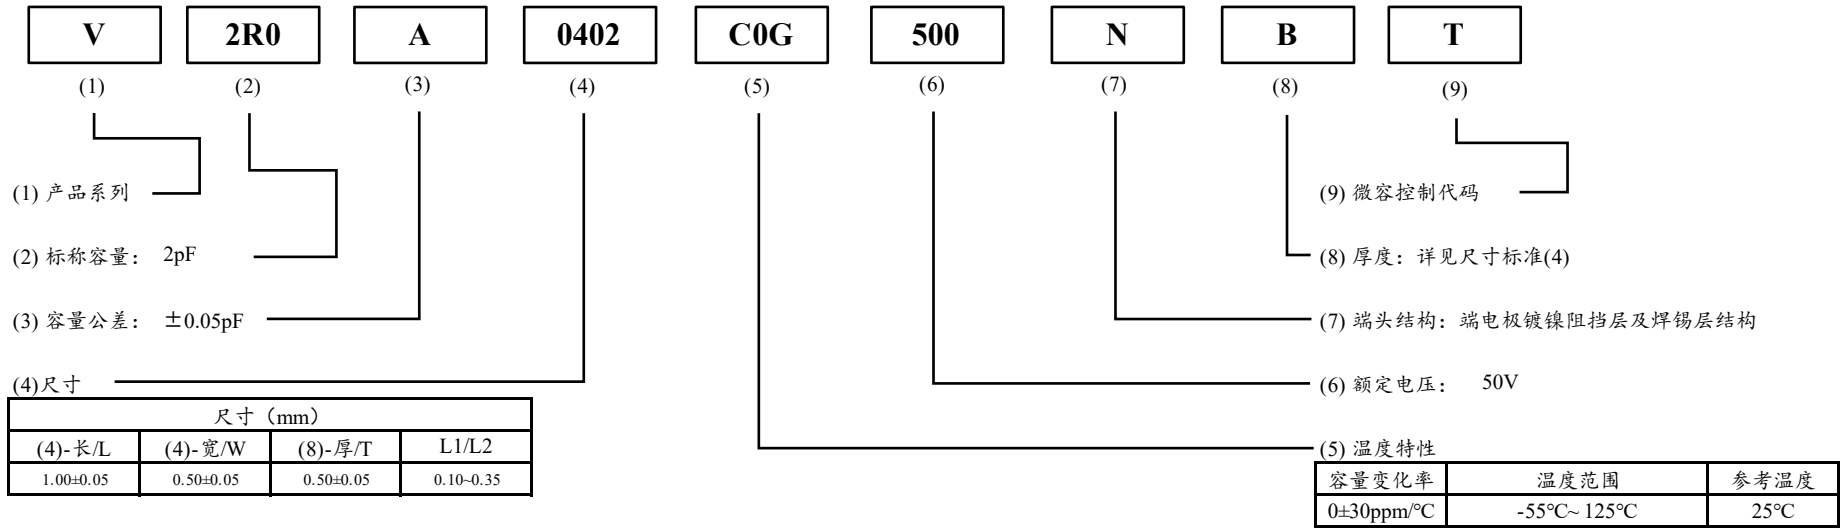 V 2R0 A 0402 C0G 500 N B T
(1) (2) (3) (4) (5) (6) (7) (8) (9)
(1) 产品系列
(9) 微容控制代码
(2) 标称容量： 2pF
(8) 厚度：详见尺寸标准(4)
(3) 容量公差： ±0.05pF
(7) 端头结构：端电极镀镍阻挡层及焊锡层结构
(4)尺寸
(6) 额定电压： 50V
尺寸（mm）
(4)-长/L (4)-宽/W (8)-厚/T L1/L2
1.00±0.05 0.50±0.05 0.50±0.05 0.10~0.35
(5) 温度特性
容量变化率 温度范围 参考温度
0±30ppm/℃ -55℃~ 125℃ 25℃